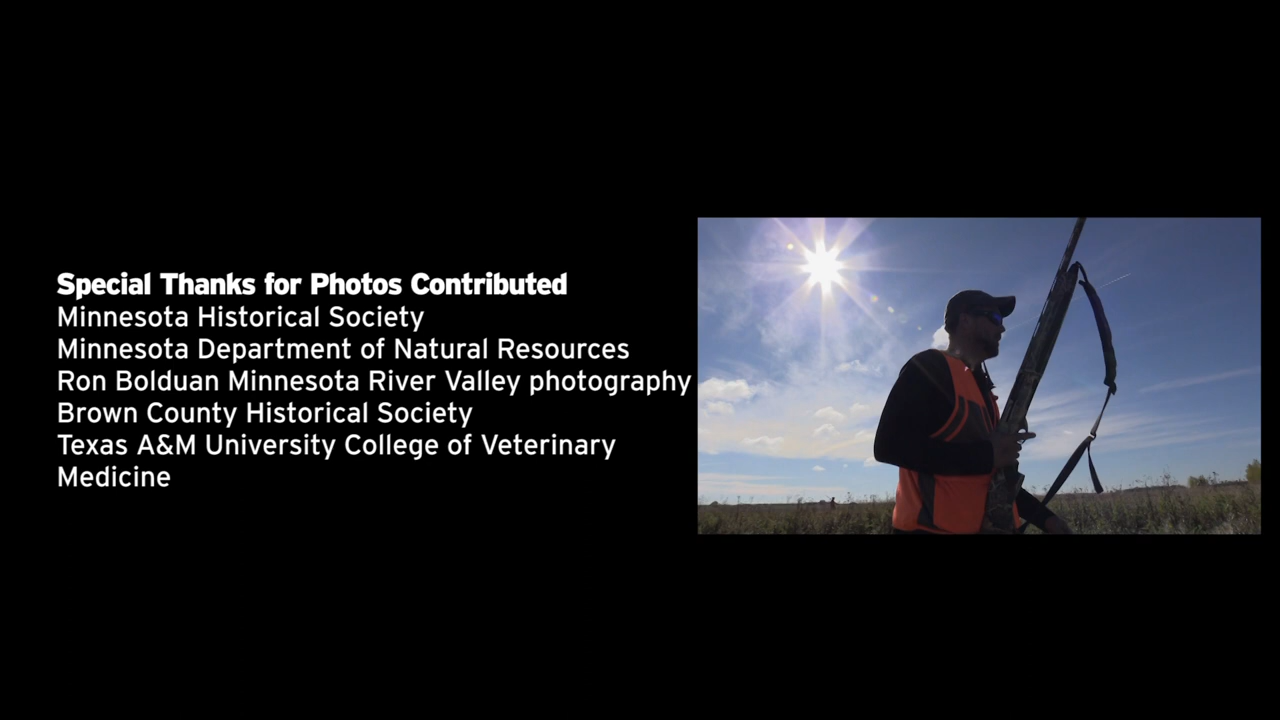 Special Thanks for Photos Contributed
Minnesota Historical Society
Minnesota Department of Natural Resources
Ron Bolduan Minnesota River Valley photography
Brown County Historical Society
Texas A&M University College of Veterinary
Medicine